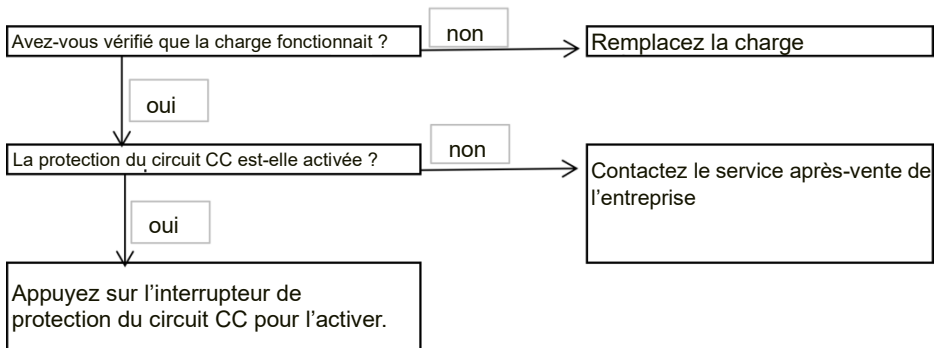 Avez-vous vérifié que la charge fonctionnait ?
non
Remplacez la charge
oui
La protection du circuit CC est-elle activée ?
non
Contactez le service après-vente de
l’entreprise
oui
Appuyez sur l’interrupteur de
protection du circuit CC pour l’activer.